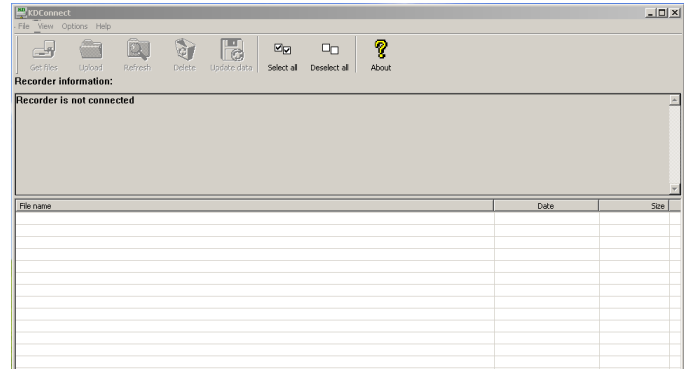 KDConnect
File View Options Help
Get files Upload Refresh Delete Update data Select all Deselect all About
Recorder information:
Recorder is not connected
File name Date Size